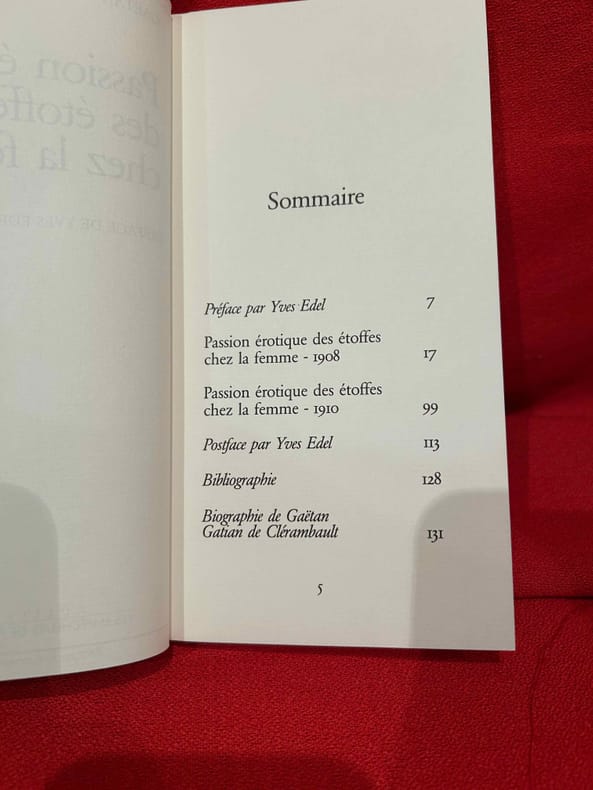 Sommaire
Préface par Yves Edel 7
Passion érotique des étoffes
chez la femme - 1908 17
Passion érotique des étoffes
chez la femme - 1910 99
Postface par Yves Edel 113
Bibliographie 128
Biographie de Gaëtan
Gatian de Clérambault 131
5